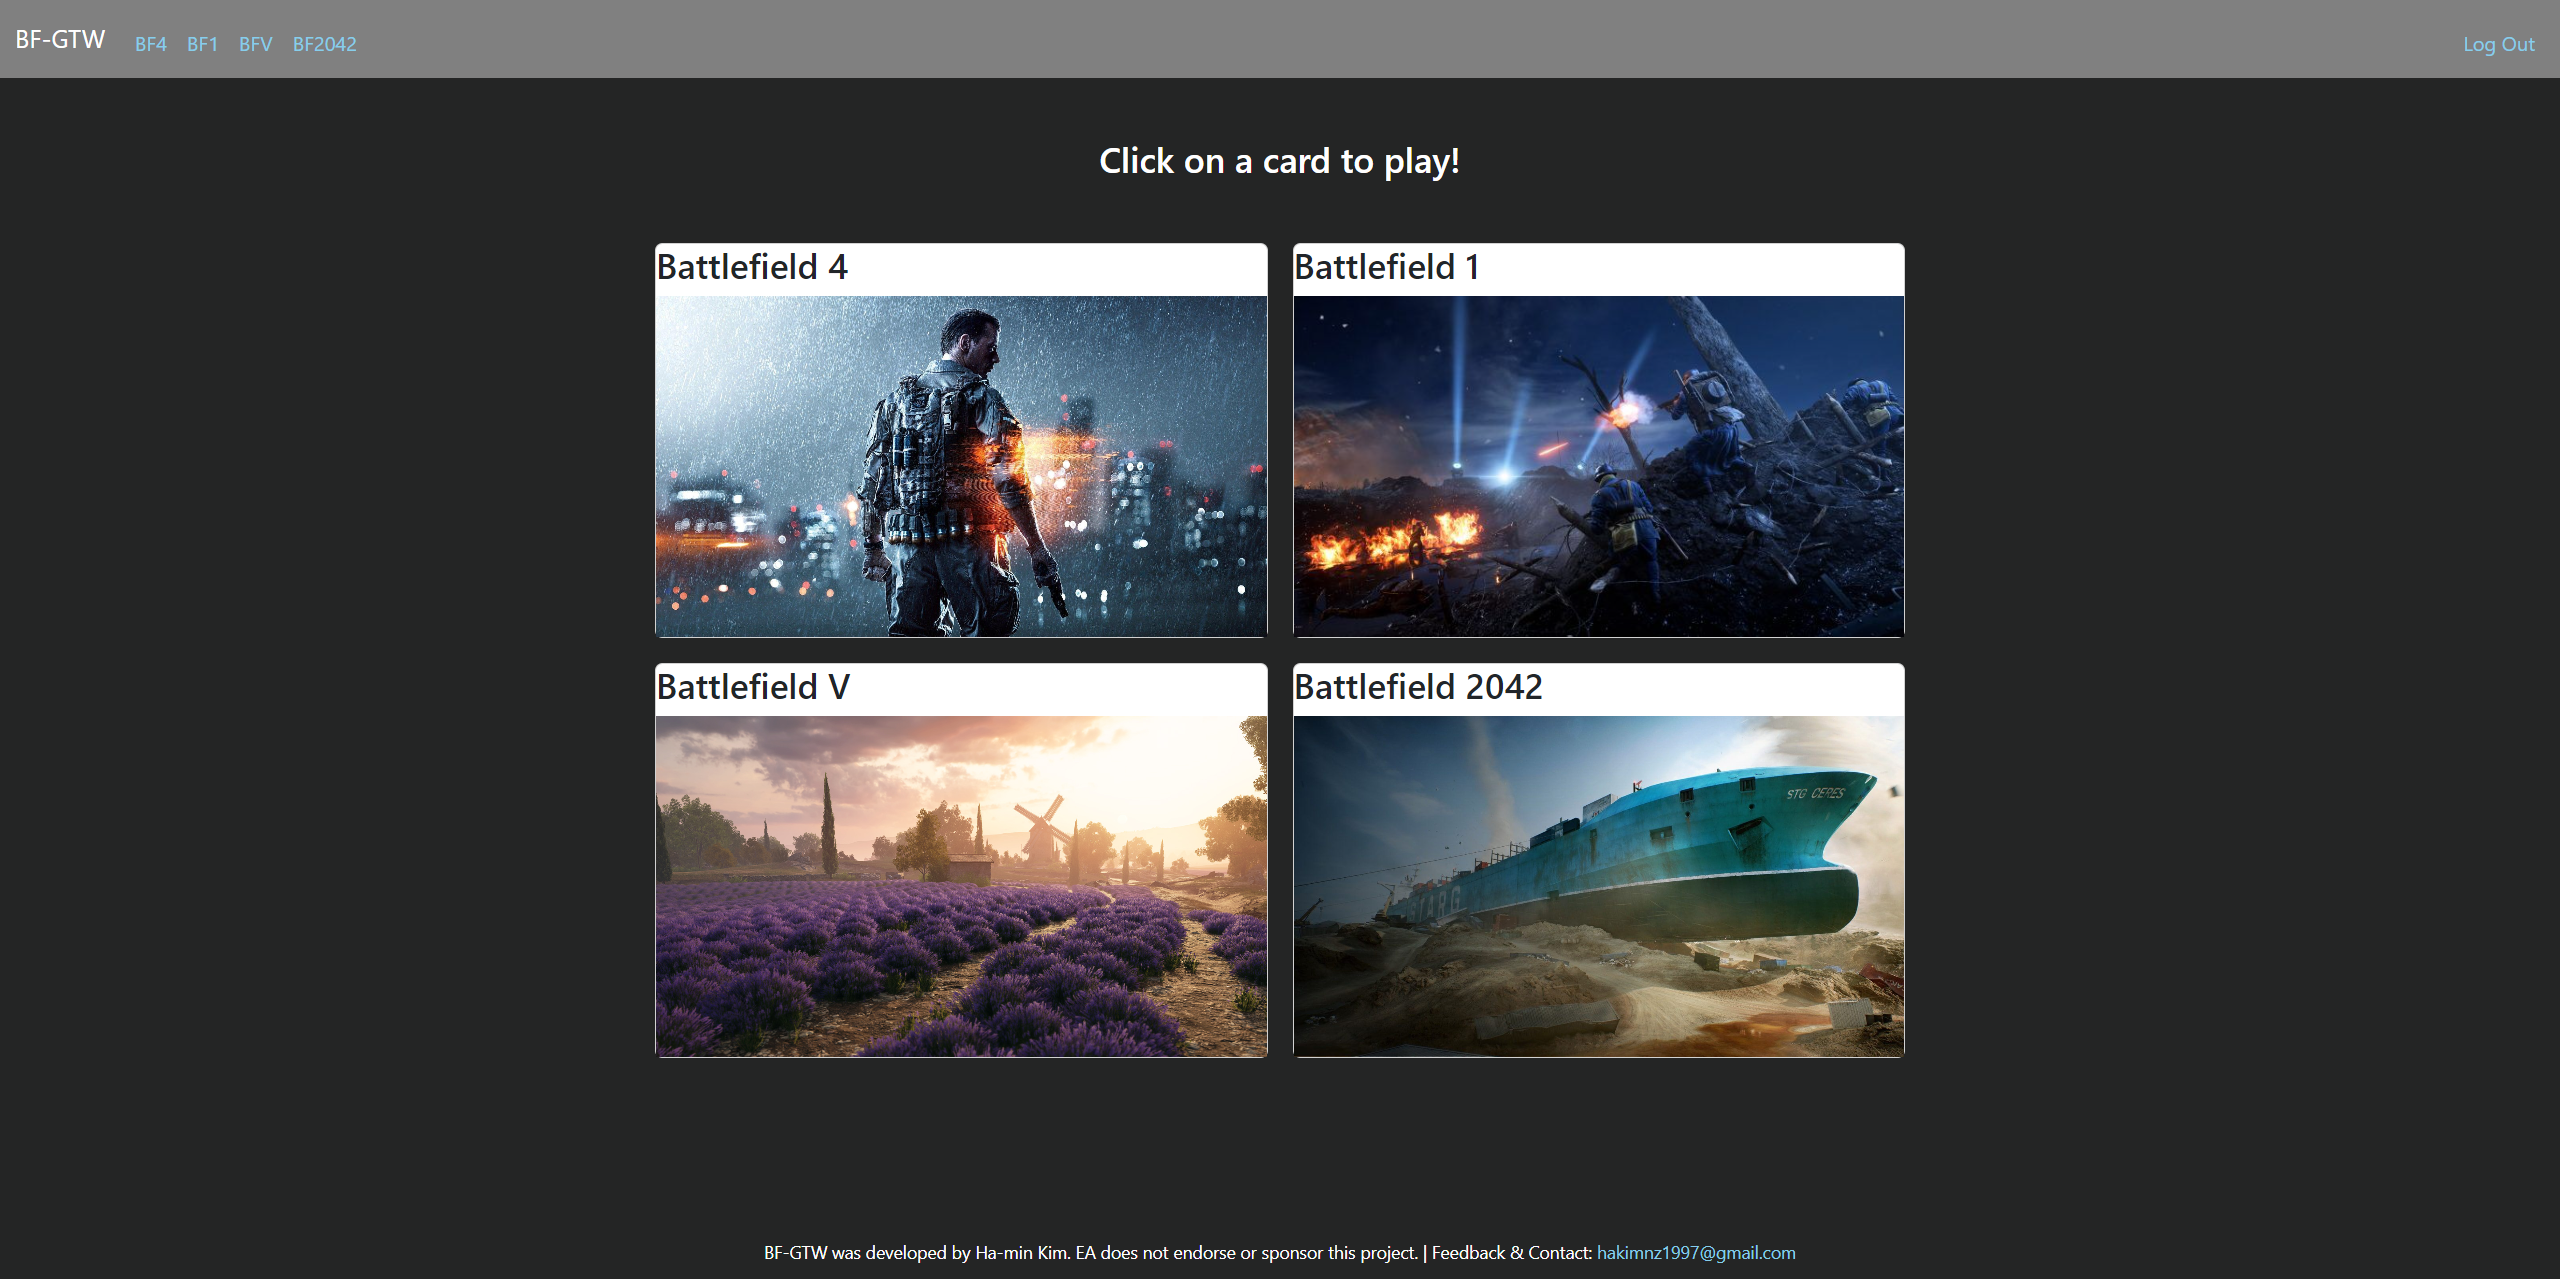 BF-GTW BF4 BF1 BFV BF2042 Log Out
Click on a card to play!
Battlefield 4
Battlefield 1
Battlefield V
Battlefield 2042
STG CERES
BF-GTW was developed by Ha-min Kim. EA does not endorse or sponsor this project. | Feedback & Contact: hakimnz1997@gmail.com